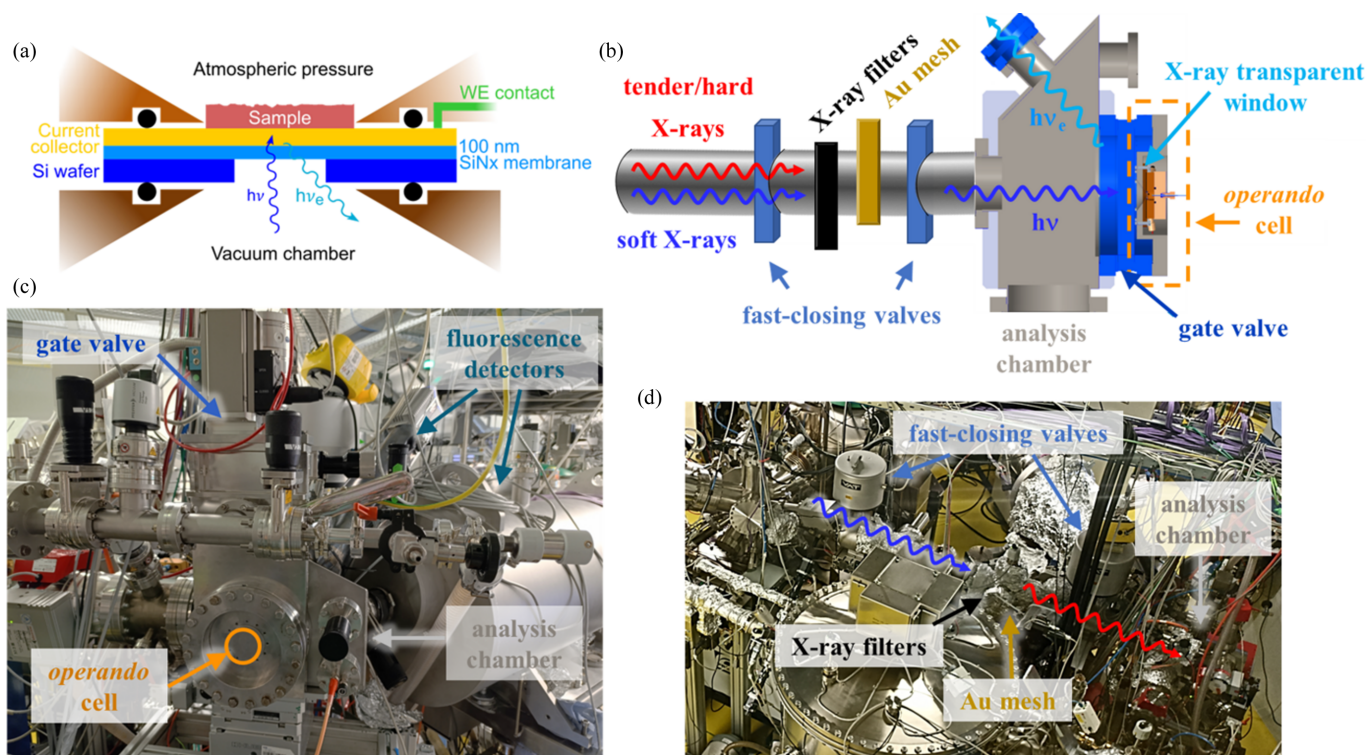 (a)
Atmospheric pressure
WE contact
Sample
Current
collector
100 nm
SiNx membrane
Si wafer
hν
hνe
Vacuum chamber
(b)
tender/hard
X-rays
soft X-rays
X-ray filters
Au mesh
fast-closing valves
hνe
hν
X-ray transparent
window
operando
cell
gate valve
analysis
chamber
(c)
gate valve
fluorescence
detectors
analysis
chamber
operando
cell
(d)
fast-closing valves
VAT
analysis
chamber
X-ray filters
Au mesh